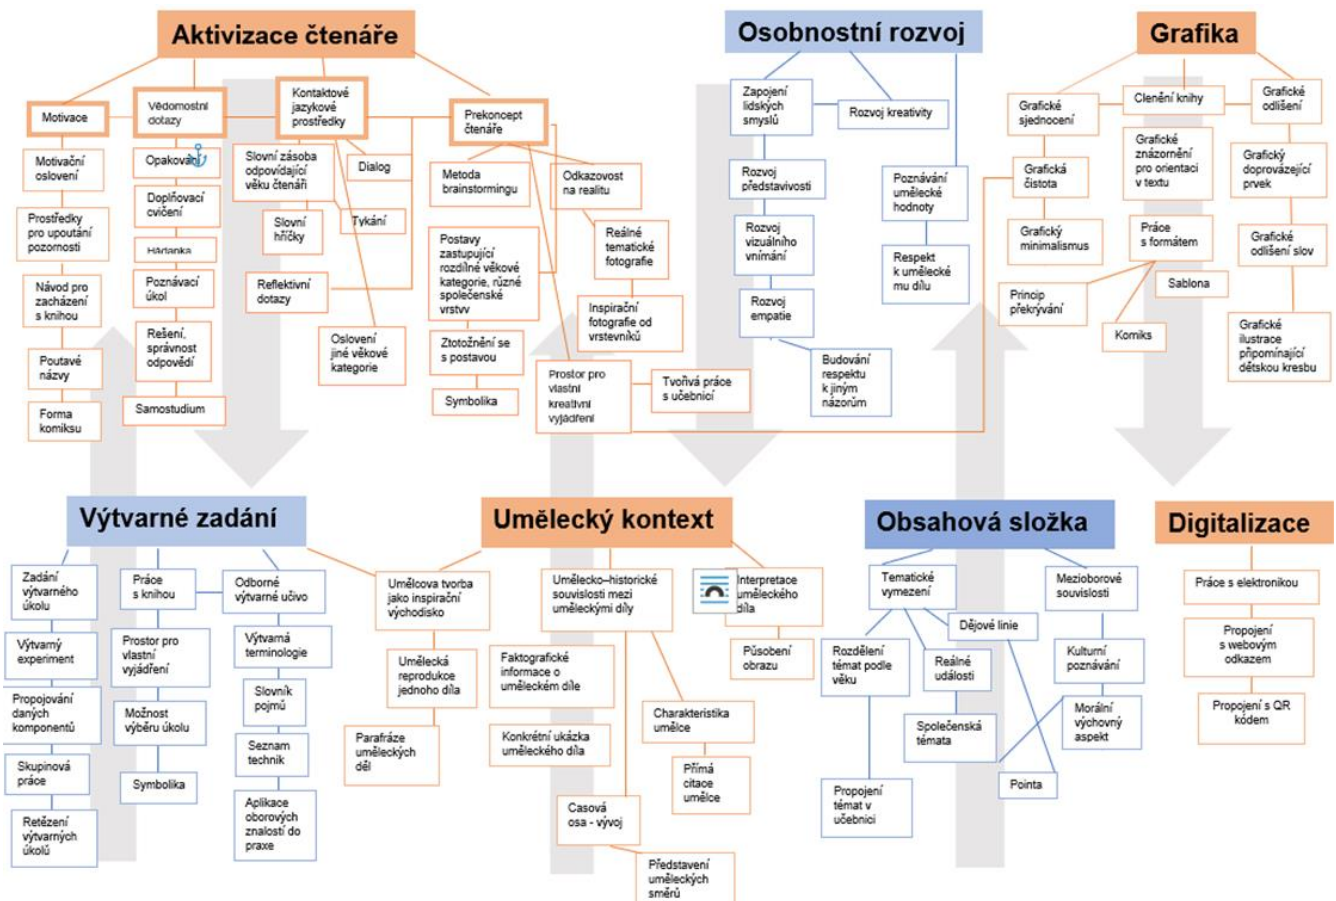 Aktivizace čtenáře
Motivace
Motivační
oslovení
Prostředky
pro upoutání
pozornosti
Návod pro
zacházení
s knihou
Poutavé
názvy
Forma
komiksu
Vědomostní
dotazy
Opakování
Doplňovací
cvičení
Hádanka
Poznávací
úkol
Řešení,
správnost
odpovědí
Samostudium
Kontaktové
jazykové
prostředky
Slovní zásoba
odpovídající
věku čtenáři
Dialog
Slovní
hříčky
Tykání
Reflektivní
dotazy
Oslovení
jiné věkové
kategorie
Prekoncept
čtenáře
Metoda
brainstormingu
Odkazovost
na realitu
Postavy
zastupující
rozdílné věkové
kategorie, různé
společenské
vrstvy
Reálné
tematické
fotografie
Ztotožnění se
s postavou
Inspirační
fotografie od
vrstevníků
Symbolika
Prostor pro
vlastní
kreativní
vyjádření
Tvořivá práce
s učebnicí
Osobnostní rozvoj
Zapojení
lidských
smyslů
Rozvoj kreativity
Rozvoj
představivosti
Rozvoj
vizuálního
vnímání
Rozvoj
empatie
Budování
respektu
k jiným
názorům
Poznávání
umělecké
hodnoty
Respekt
k umělecké
mu dílu
Grafika
Grafické
sjednocení
Clenění knihy
Grafické
odlišení
Grafická
čistota
Grafický
minimalismus
Grafické
znázornění
pro orientaci
v textu
Práce
s formátem
Princip
překrývání
Komiks
Sablona
Grafický
doprovázející
prvek
Grafické
odlišení slov
Grafické
ilustrace
připomínající
dětskou kresbu
Výtvarné zadání
Zadání
výtvarného
úkolu
Výtvarný
experiment
Propojování
daných
komponentů
Skupinová
práce
Retězení
výtvarných
úkolů
Práce
s knihou
Prostor pro
vlastní
vyjádření
Možnost
výběru úkolu
Symbolika
Odborné
výtvarné učivo
Výtvarná
terminologie
Slovník
pojmů
Seznam
technik
Aplikace
oborových
znalostí do
praxe
Umělecký kontext
Umělcova tvorba
jako inspirační
východisko
Umělecká
reprodukce
jednoho díla
Parafráze
uměleckých
děl
Umělecko–historické
souvislosti mezi
uměleckými díly
Faktografické
informace o
uměleckém díle
Konkrétní ukázka
uměleckého díla
Charakteristika
umělce
Přímá
citace
umělce
Casová
osa - vývoj
Představení
uměleckých
směrů
Interpretace
uměleckého
díla
Působení
obrazu
Obsahová složka
Tematické
vymezení
Rozdělení
témat podle
věku
Propojení
témat v
učebnici
Reálné
události
Společenská
témata
Dějové linie
Mezioborové
souvislosti
Kulturní
poznávání
Morální
výchovný
aspekt
Pointa
Digitalizace
Práce s elektronikou
Propojení
s webovým
odkazem
Propojení s QR
kódem